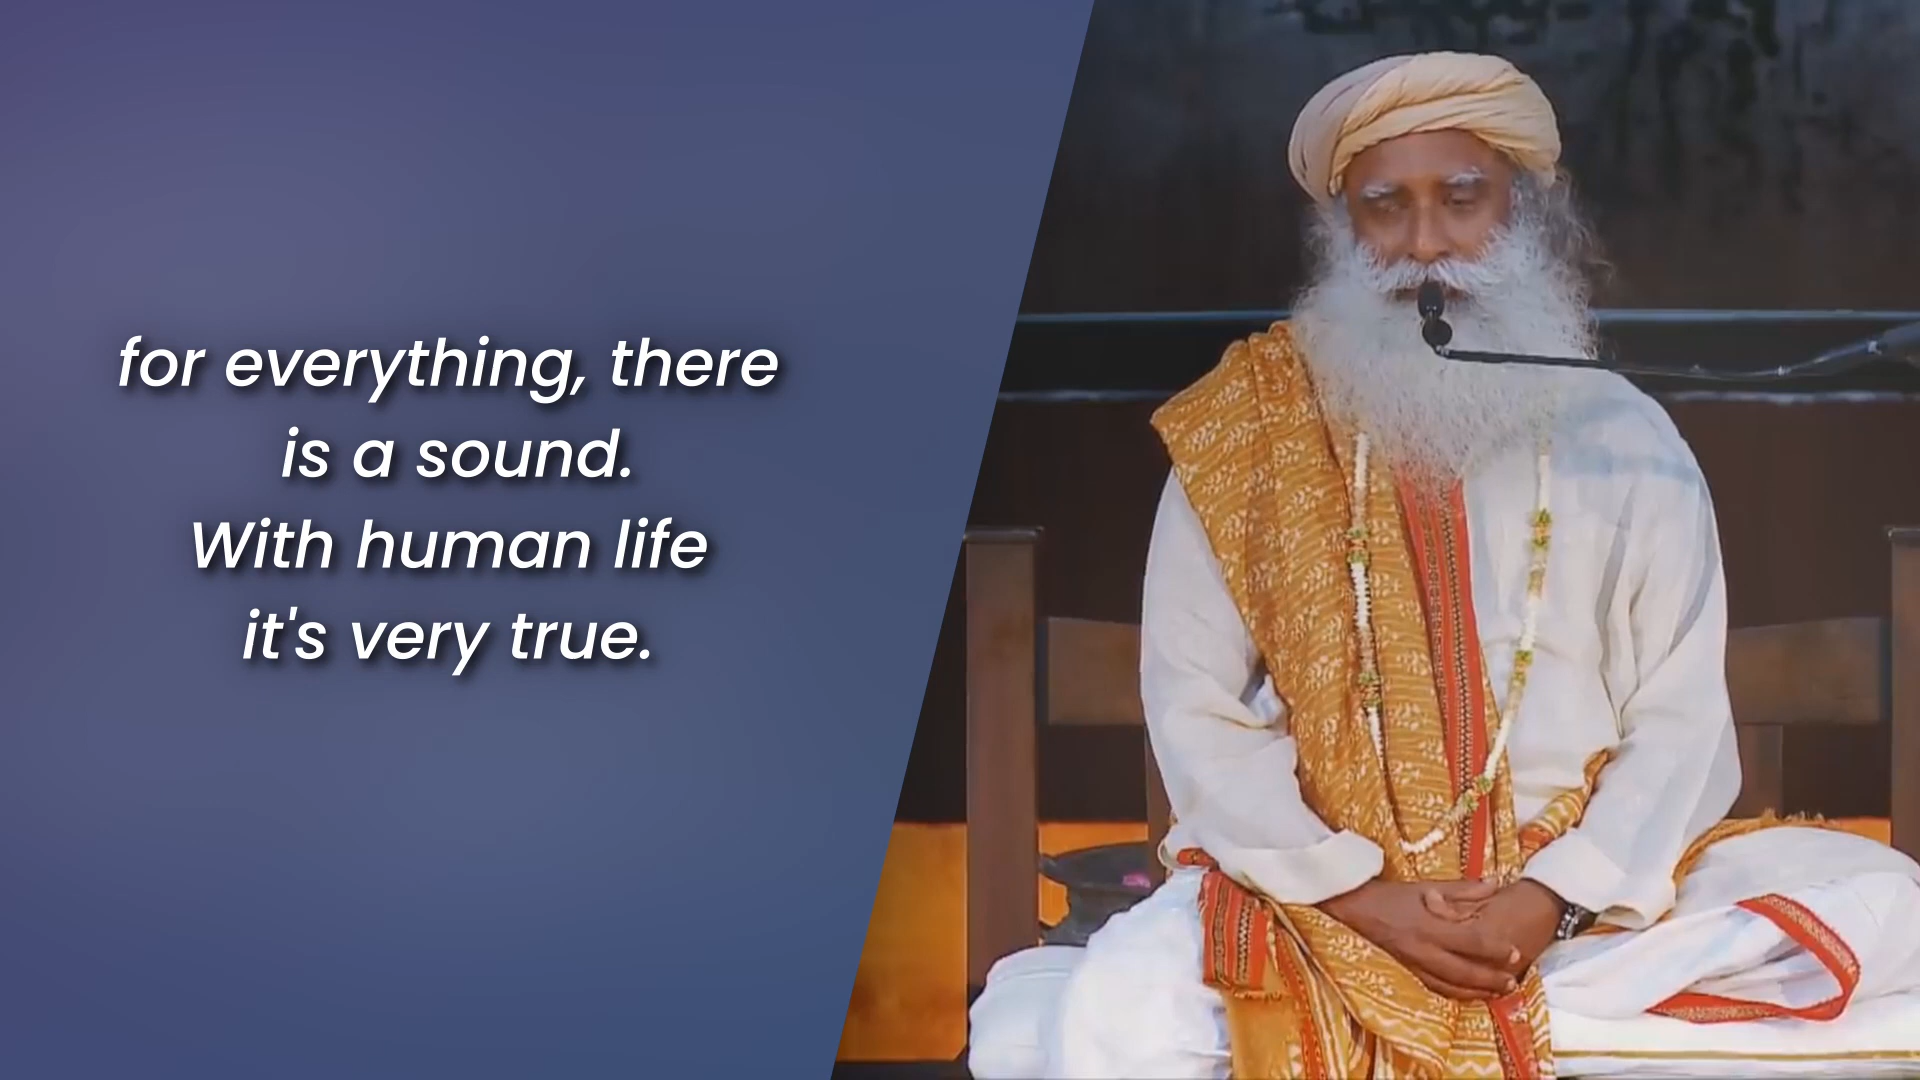 for everything, there
is a sound.
With human life
it's very true.